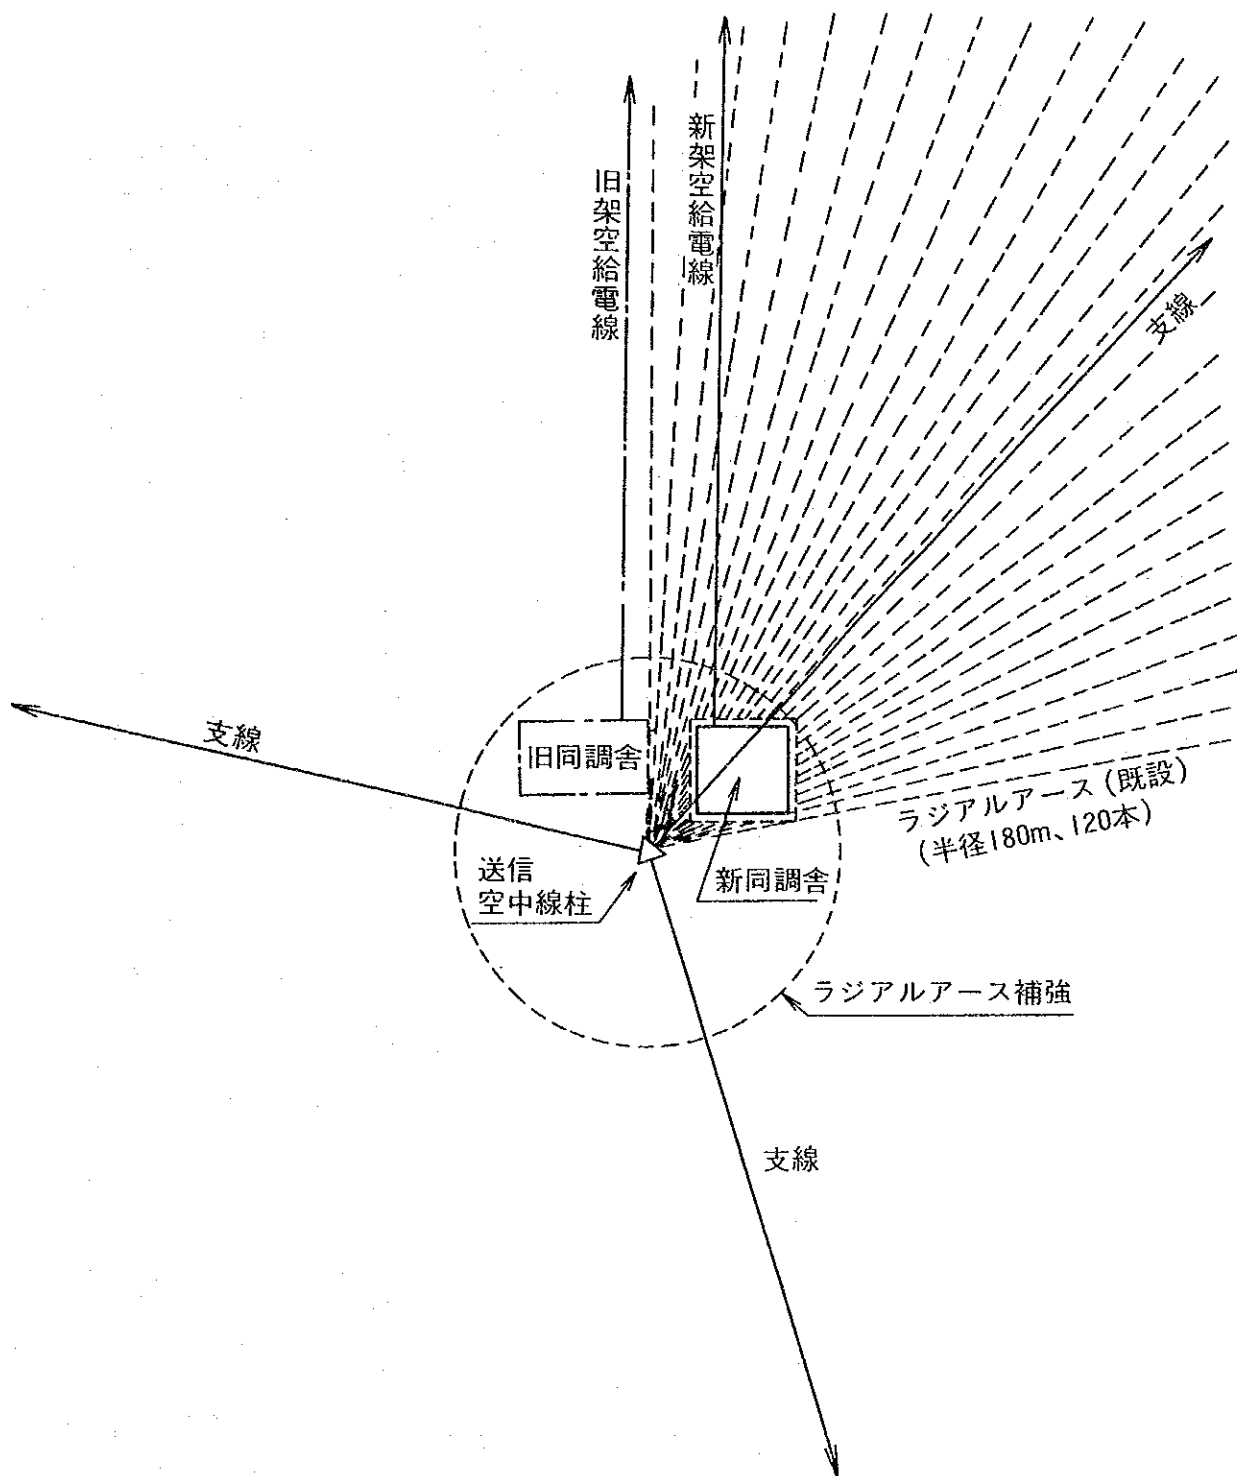 新架空給電線
旧架空給電線
支線
支線
旧同調舎
ラジアルアース(既設)
(半径180m、120本)
送信
空中線柱
新同調舎
ラジアルアース補強
支線